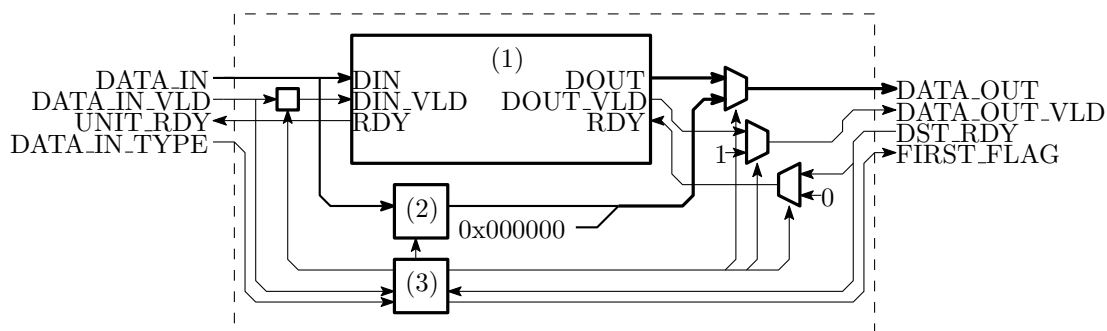 (1)
DATA_IN DIN DOUT
DATA_OUT
DATA_IN_VLD DIN_VLD DOUT_VLD
DATA_OUT_VLD
UNIT_RDY RDY RDY
DST_RDY
DATA_IN_TYPE
1
FIRST_FLAG
0
(2)
0x000000
(3)